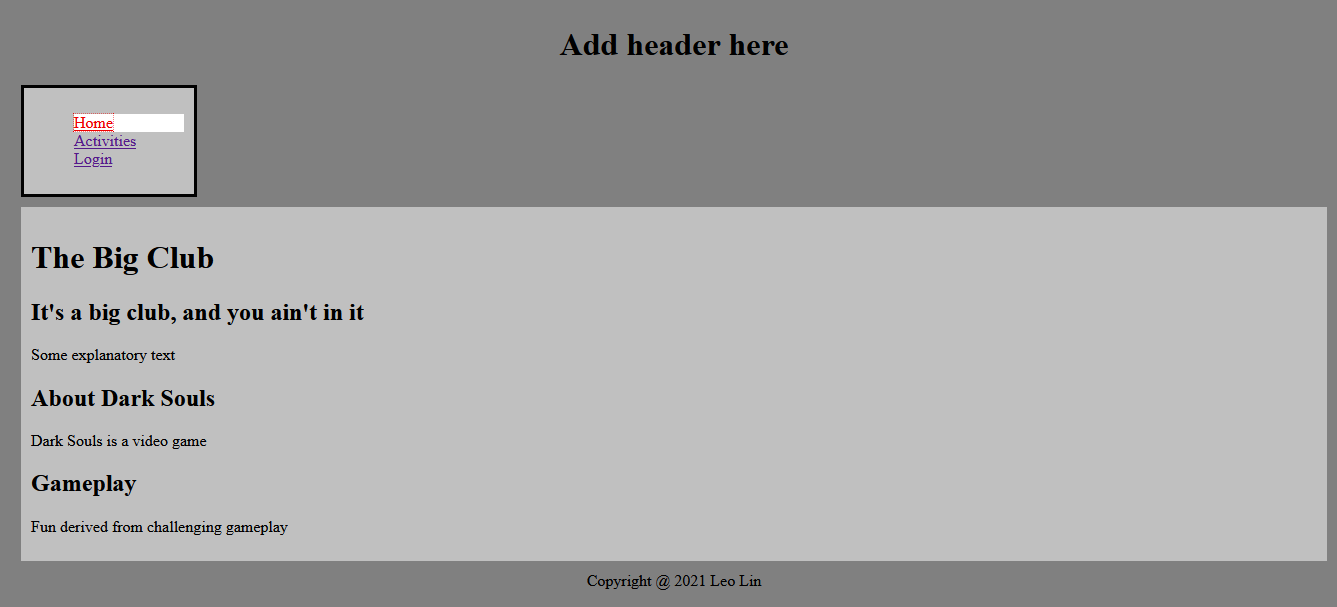 Add header here
Home
Activities
Login
The Big Club
It's a big club, and you ain't in it
Some explanatory text
About Dark Souls
Dark Souls is a video game
Gameplay
Fun derived from challenging gameplay
Copyright @ 2021 Leo Lin